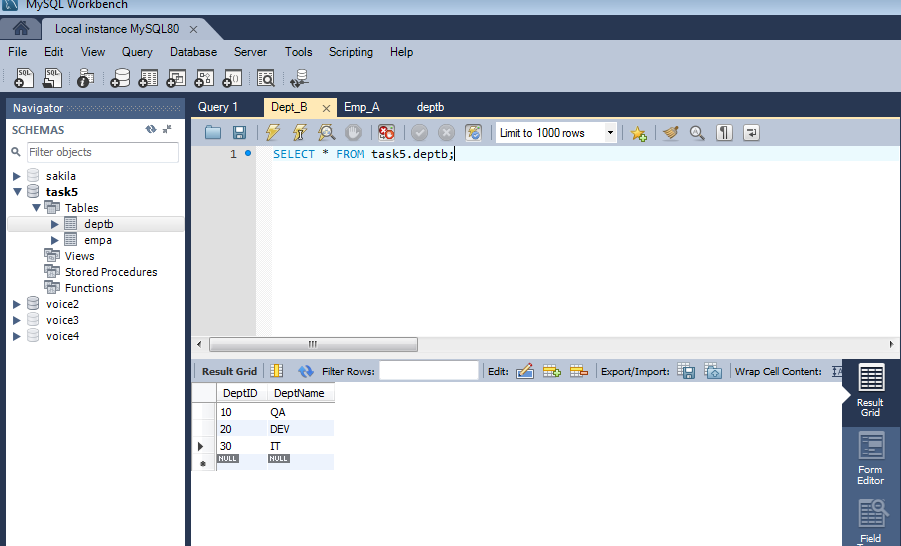 MySQL Workbench
Local instance MySQL80
File Edit View Query Database Server Tools Scripting Help
Navigator
SCHEMAS
Filter objects
sakila
task5
Tables
deptb
empa
Views
Stored Procedures
Functions
voice2
voice3
voice4
Query 1 Dept_B Emp_A deptb
Limit to 1000 rows
1 SELECT * FROM task5.deptb;
Result Grid Filter Rows: Edit: Export/Import: Wrap Cell Content:
DeptID DeptName
10 QA
20 DEV
30 IT
NULL NULL
Result
Grid
Form
Editor
Field